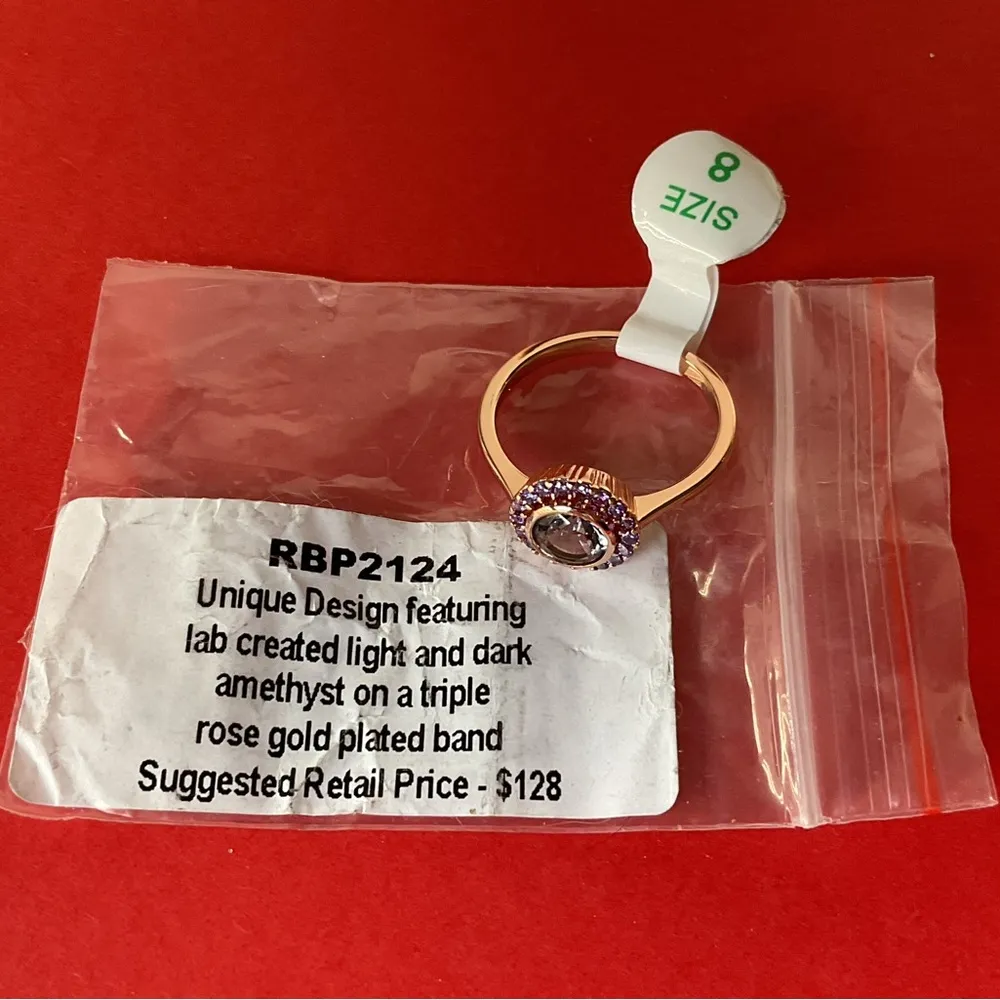 8
SIZE
RBP2124
Unique Design featuring
lab created light and dark
amethyst on a triple
rose gold plated band
Suggested Retail Price - $128